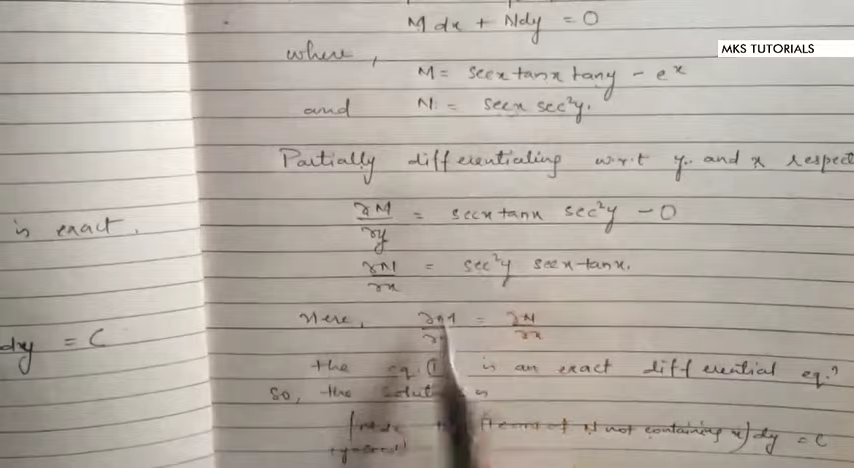 M dx + N dy = 0
MKS TUTORIALS
where,
M = secx tanx tany - e^x
and N = secx sec²y.
Partially differentialing w.r.t y and x respect
∂M/∂y = secx tanx sec²y - 0
is exact.
∂N/∂x = sec²y secx tanx.
Here, = ∂N/∂x
dy = C
the eq. ① is an exact differential eq.ⁿ
So, the is
terms of N not containing x) dy = C